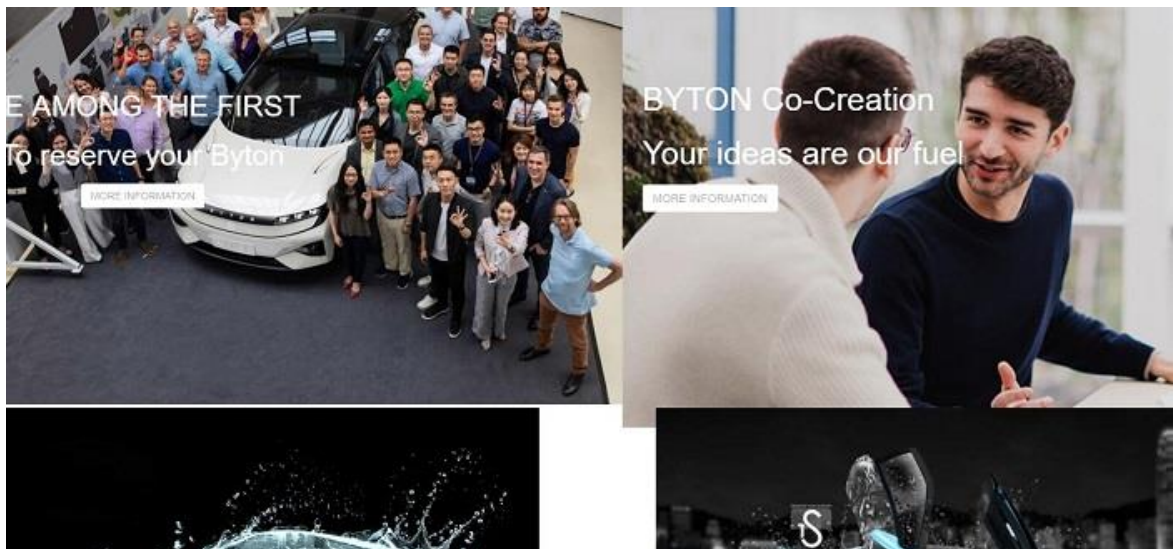 E AMONG THE FIRST
To reserve your Byton
MORE INFORMATION
BYTON Co-Creation
Your ideas are our fuel
MORE INFORMATION